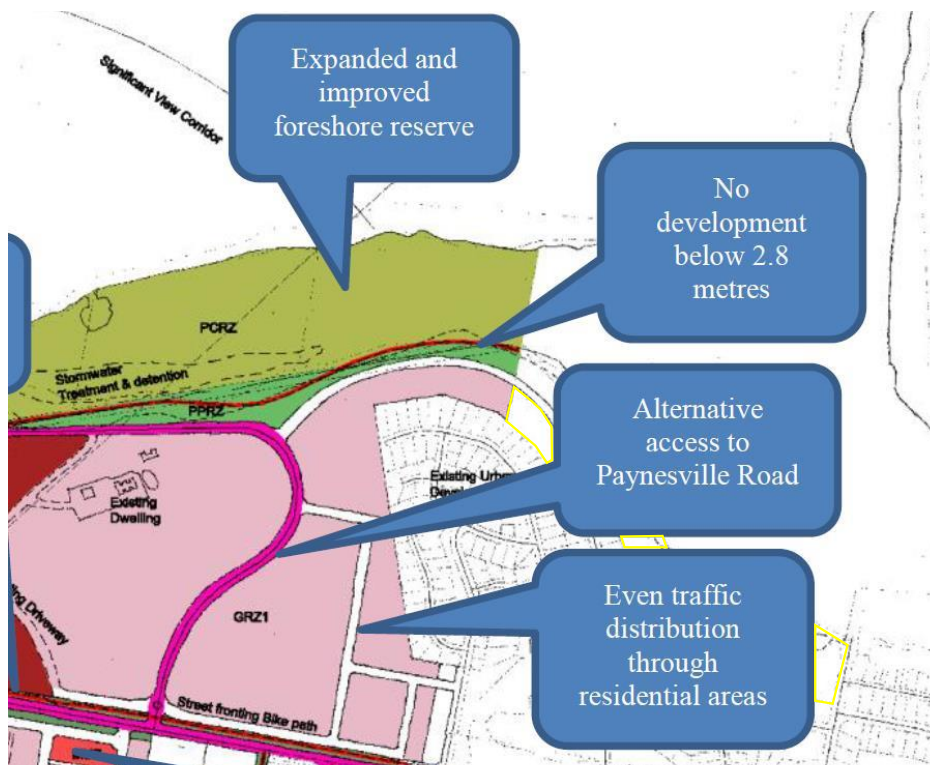 Significant View Corridor
Expanded and
improved
foreshore reserve
No
development
below 2.8
metres
PCRZ
Stormwater
Treatment & detention
PPRZ
Alternative
access to
Paynesville Road
Existing
Dwelling
Existing
Even traffic
distribution
through
residential areas
GRZ1
Driveway
Street fronting Bike path